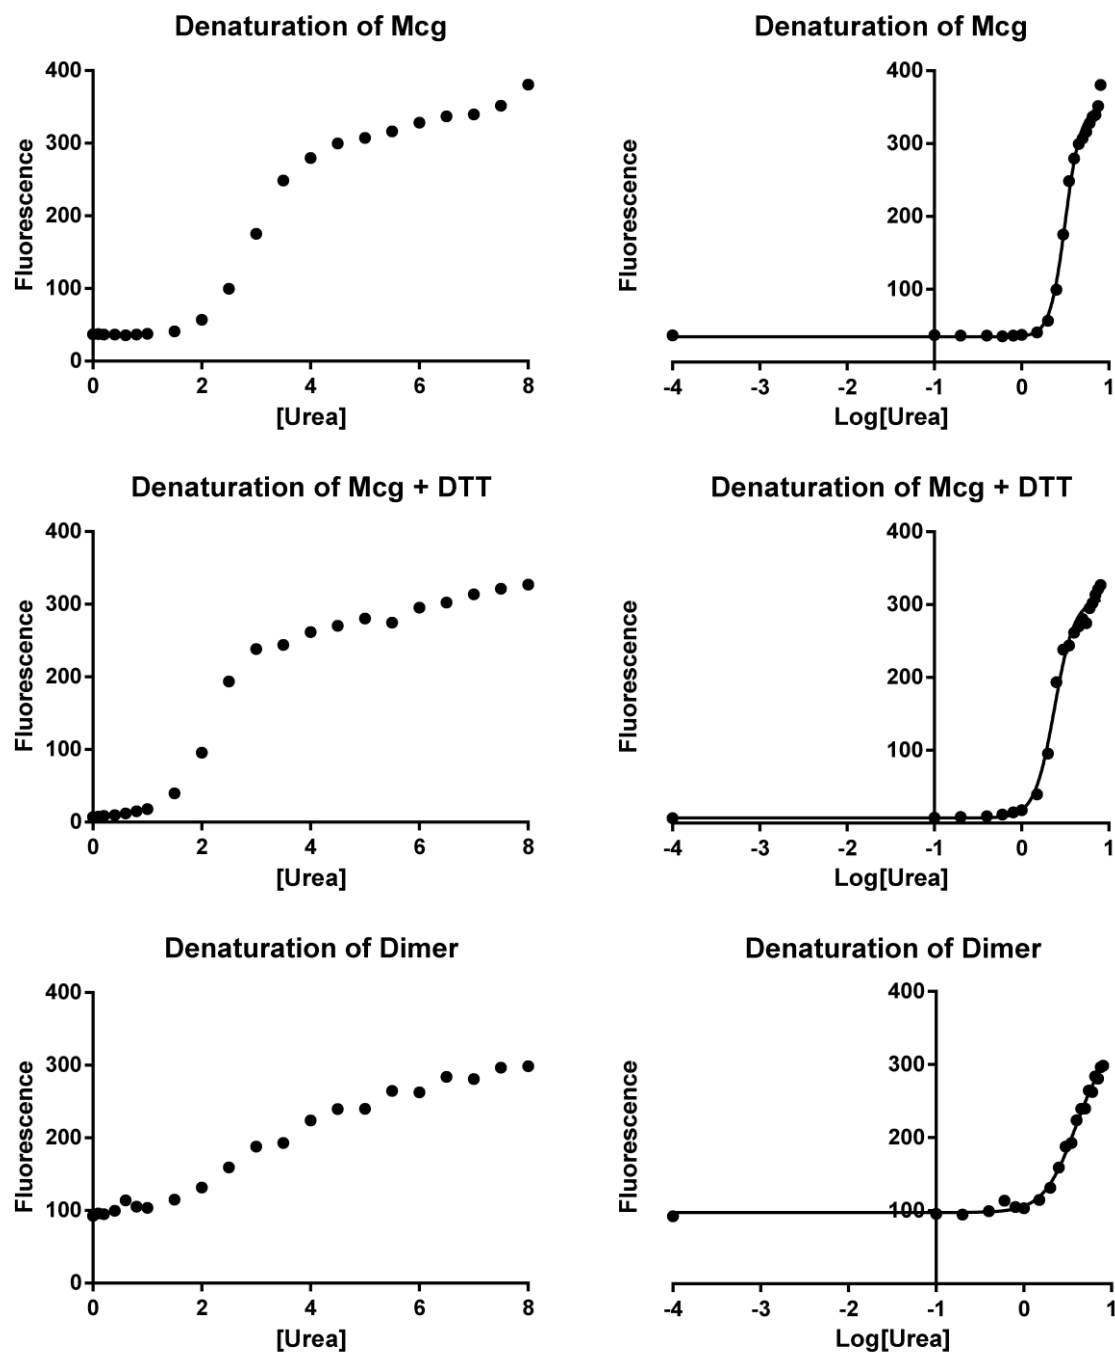 Denaturation of Mcg
Fluorescence
400
300
200
100
0
0 2 4 6 8
[Urea]
Denaturation of Mcg
Fluorescence
400
300
200
100
-4 -3 -2 -1 0 1
Log[Urea]
Denaturation of Mcg + DTT
Fluorescence
400
300
200
100
0
0 2 4 6 8
[Urea]
Denaturation of Mcg + DTT
Fluorescence
400
300
200
100
-4 -3 -2 -1 0 1
Log[Urea]
Denaturation of Dimer
Fluorescence
400
300
200
100
0
0 2 4 6 8
[Urea]
Denaturation of Dimer
Fluorescence
400
300
200
100
-4 -3 -2 -1 0 1
Log[Urea]